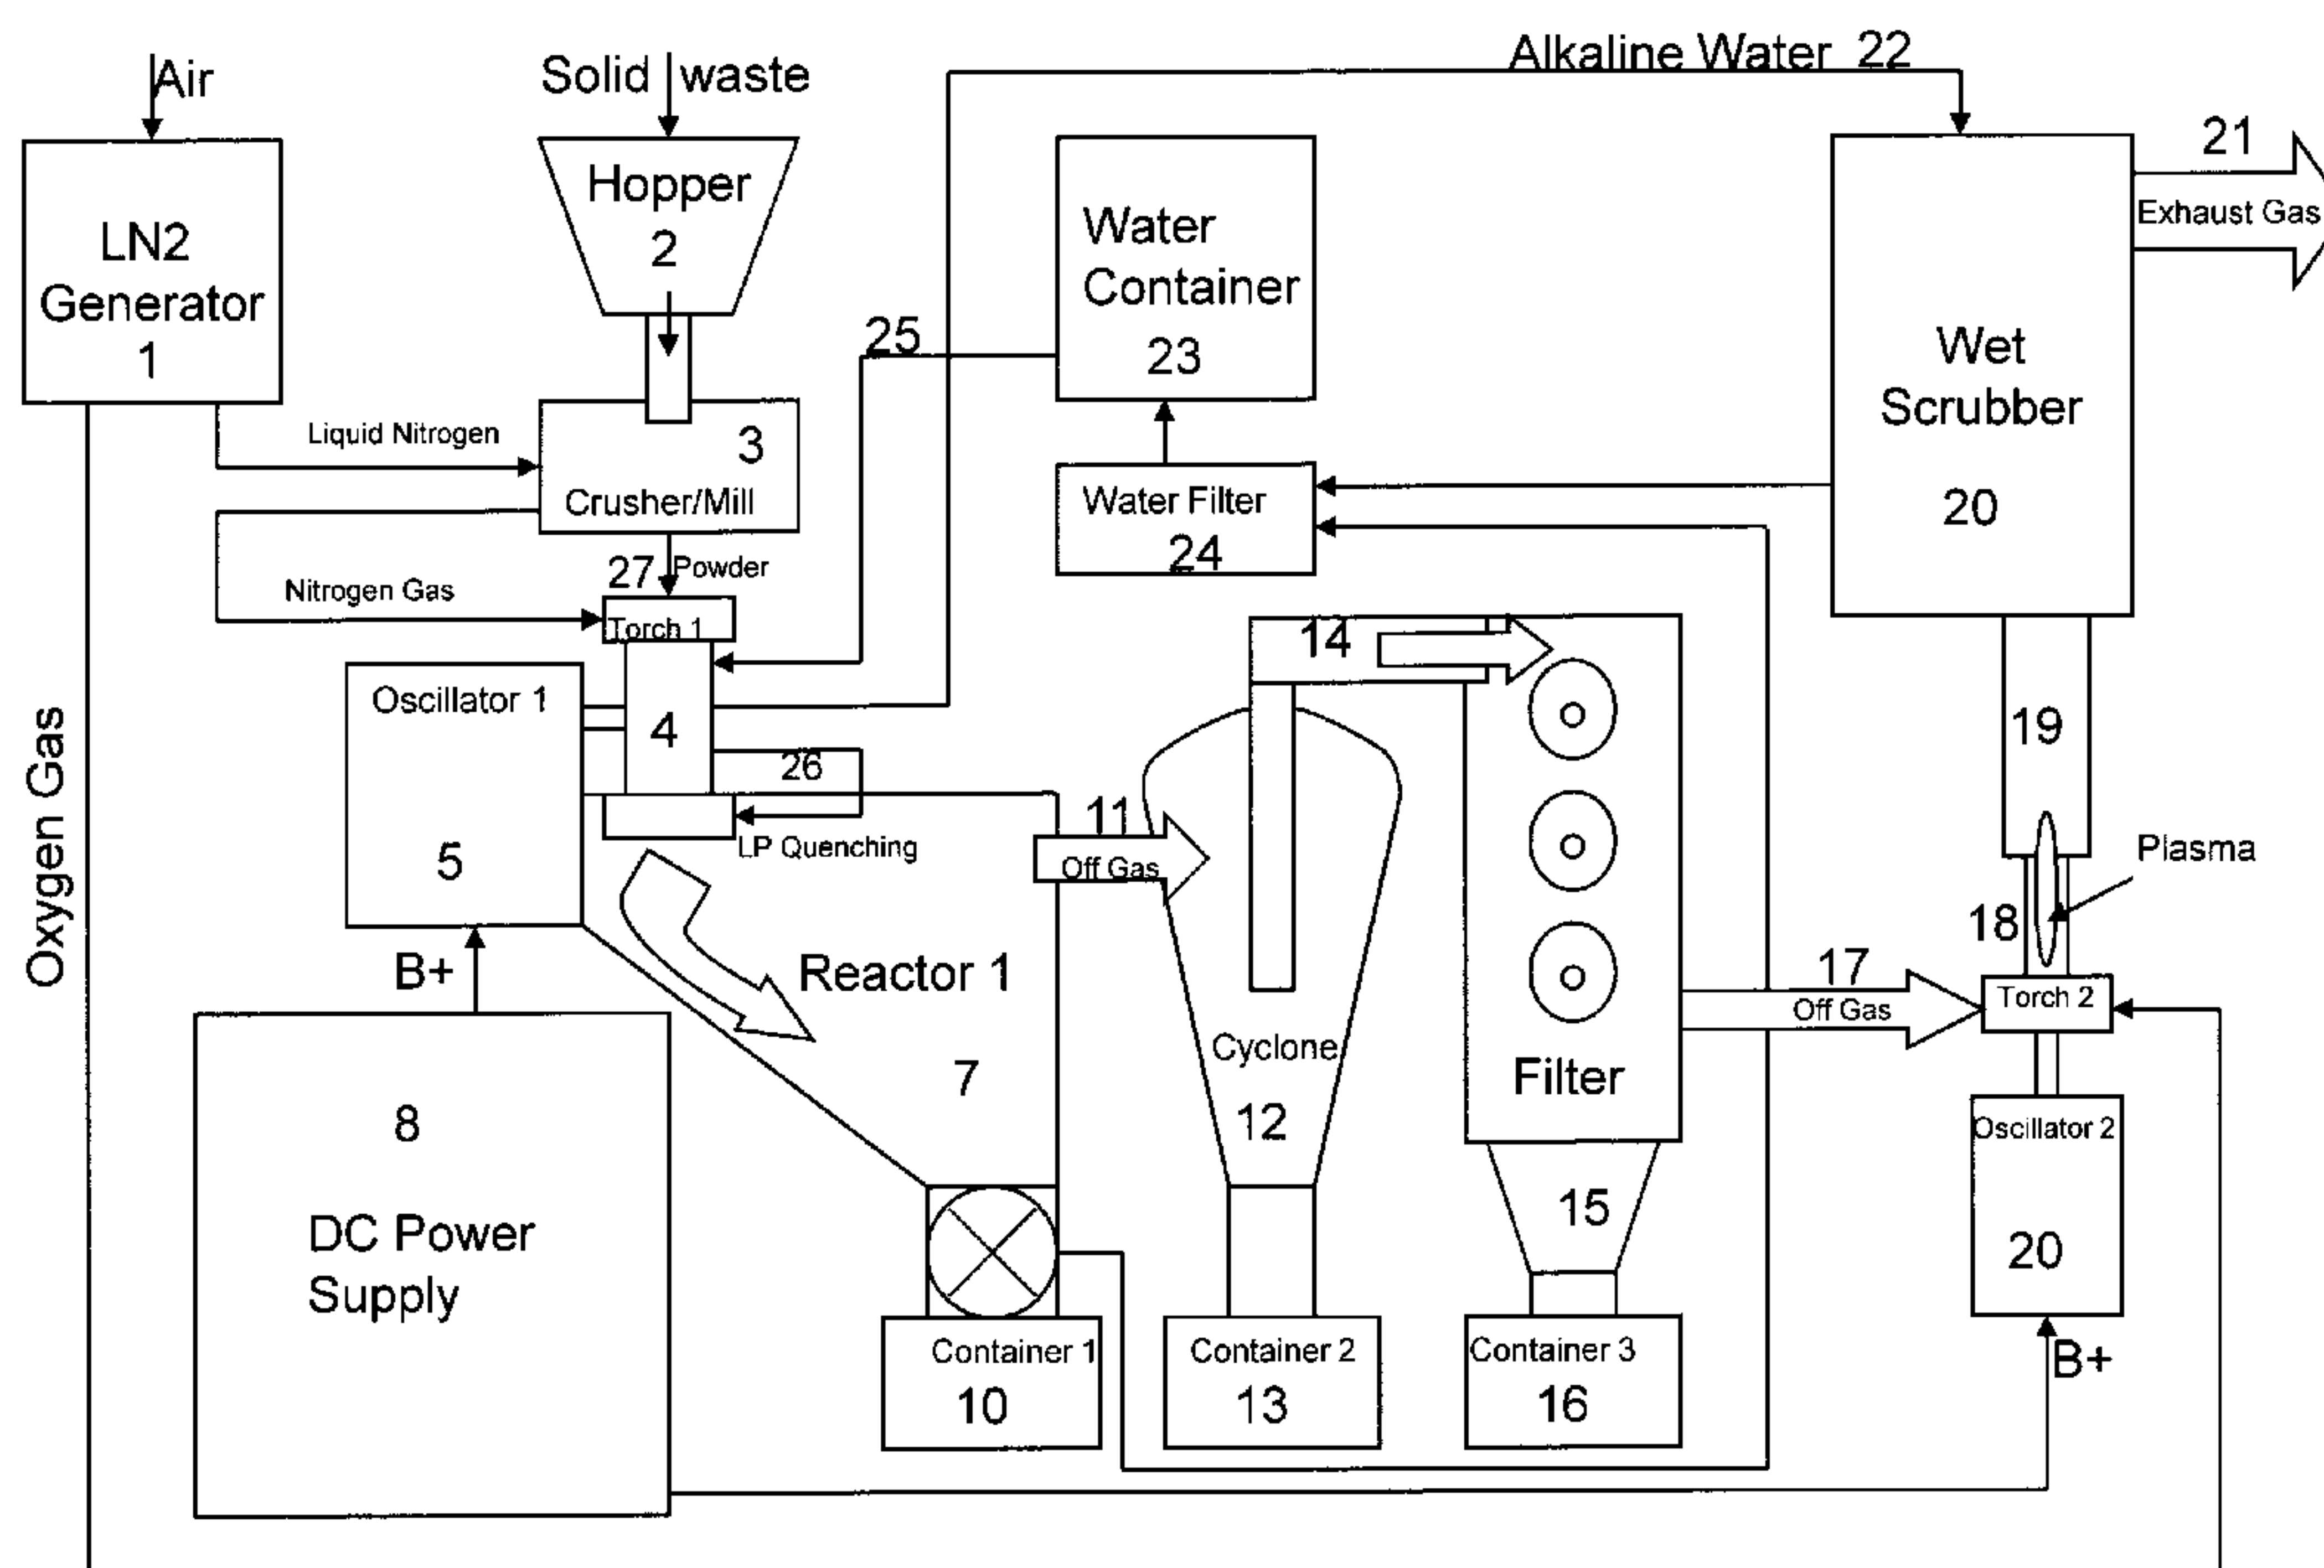 Air
Solid waste
Alkaline Water 22
LN2
Generator
1
Hopper
2
Water
Container
23
21
Exhaust Gas
Wet
Scrubber
20
25
Liquid Nitrogen
3
Crusher/Mill
Water Filter
24
27 Powder
Nitrogen Gas
Torch 1
14
Oscillator 1
5
4
26
LP Quenching
11
Off Gas
19
Plasma
18
Oxygen Gas
B+
Reactor 1
7
Cyclone
12
Filter
17
Off Gas
Torch 2
Oscillator 2
20
8
DC Power
Supply
15
Container 1
10
Container 2
13
Container 3
16
B+